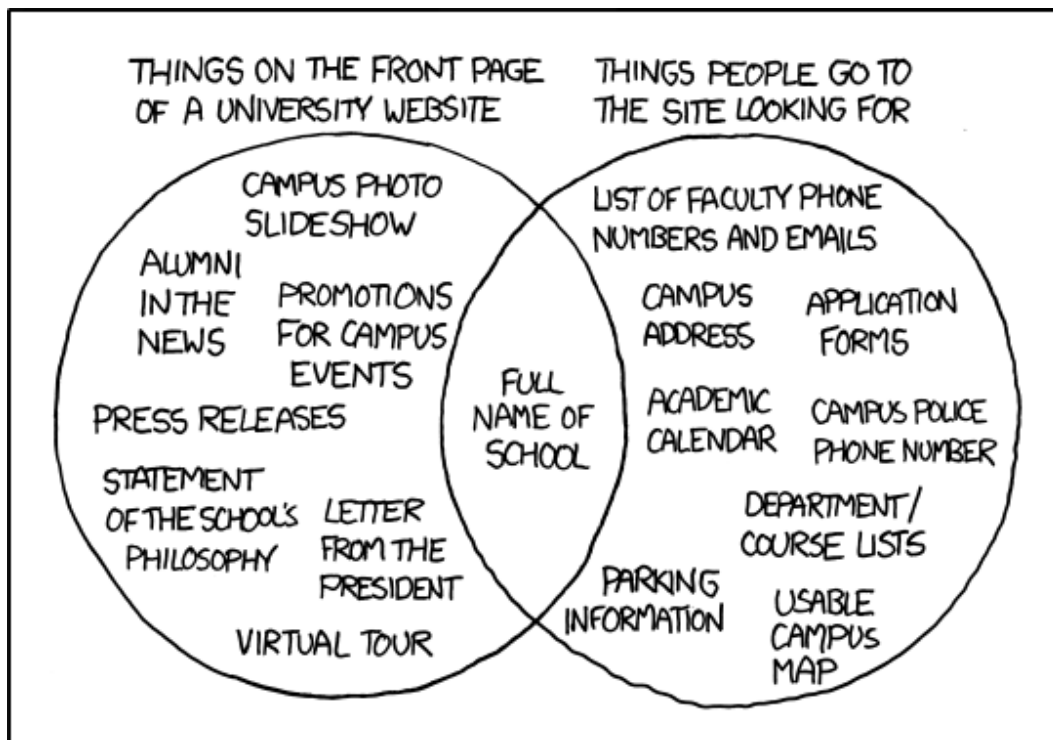 THINGS ON THE FRONT PAGE
OF A UNIVERSITY WEBSITE
THINGS PEOPLE GO TO
THE SITE LOOKING FOR
CAMPUS PHOTO
SLIDESHOW
ALUMNI
IN THE
NEWS
PROMOTIONS
FOR CAMPUS
EVENTS
PRESS RELEASES
STATEMENT
OF THE SCHOOL'S
PHILOSOPHY
LETTER
FROM THE
PRESIDENT
VIRTUAL TOUR
FULL
NAME OF
SCHOOL
LIST OF FACULTY PHONE
NUMBERS AND EMAILS
CAMPUS
ADDRESS
APPLICATION
FORMS
ACADEMIC
CALENDAR
CAMPUS POLICE
PHONE NUMBER
DEPARTMENT/
COURSE LISTS
PARKING
INFORMATION
USABLE
CAMPUS
MAP